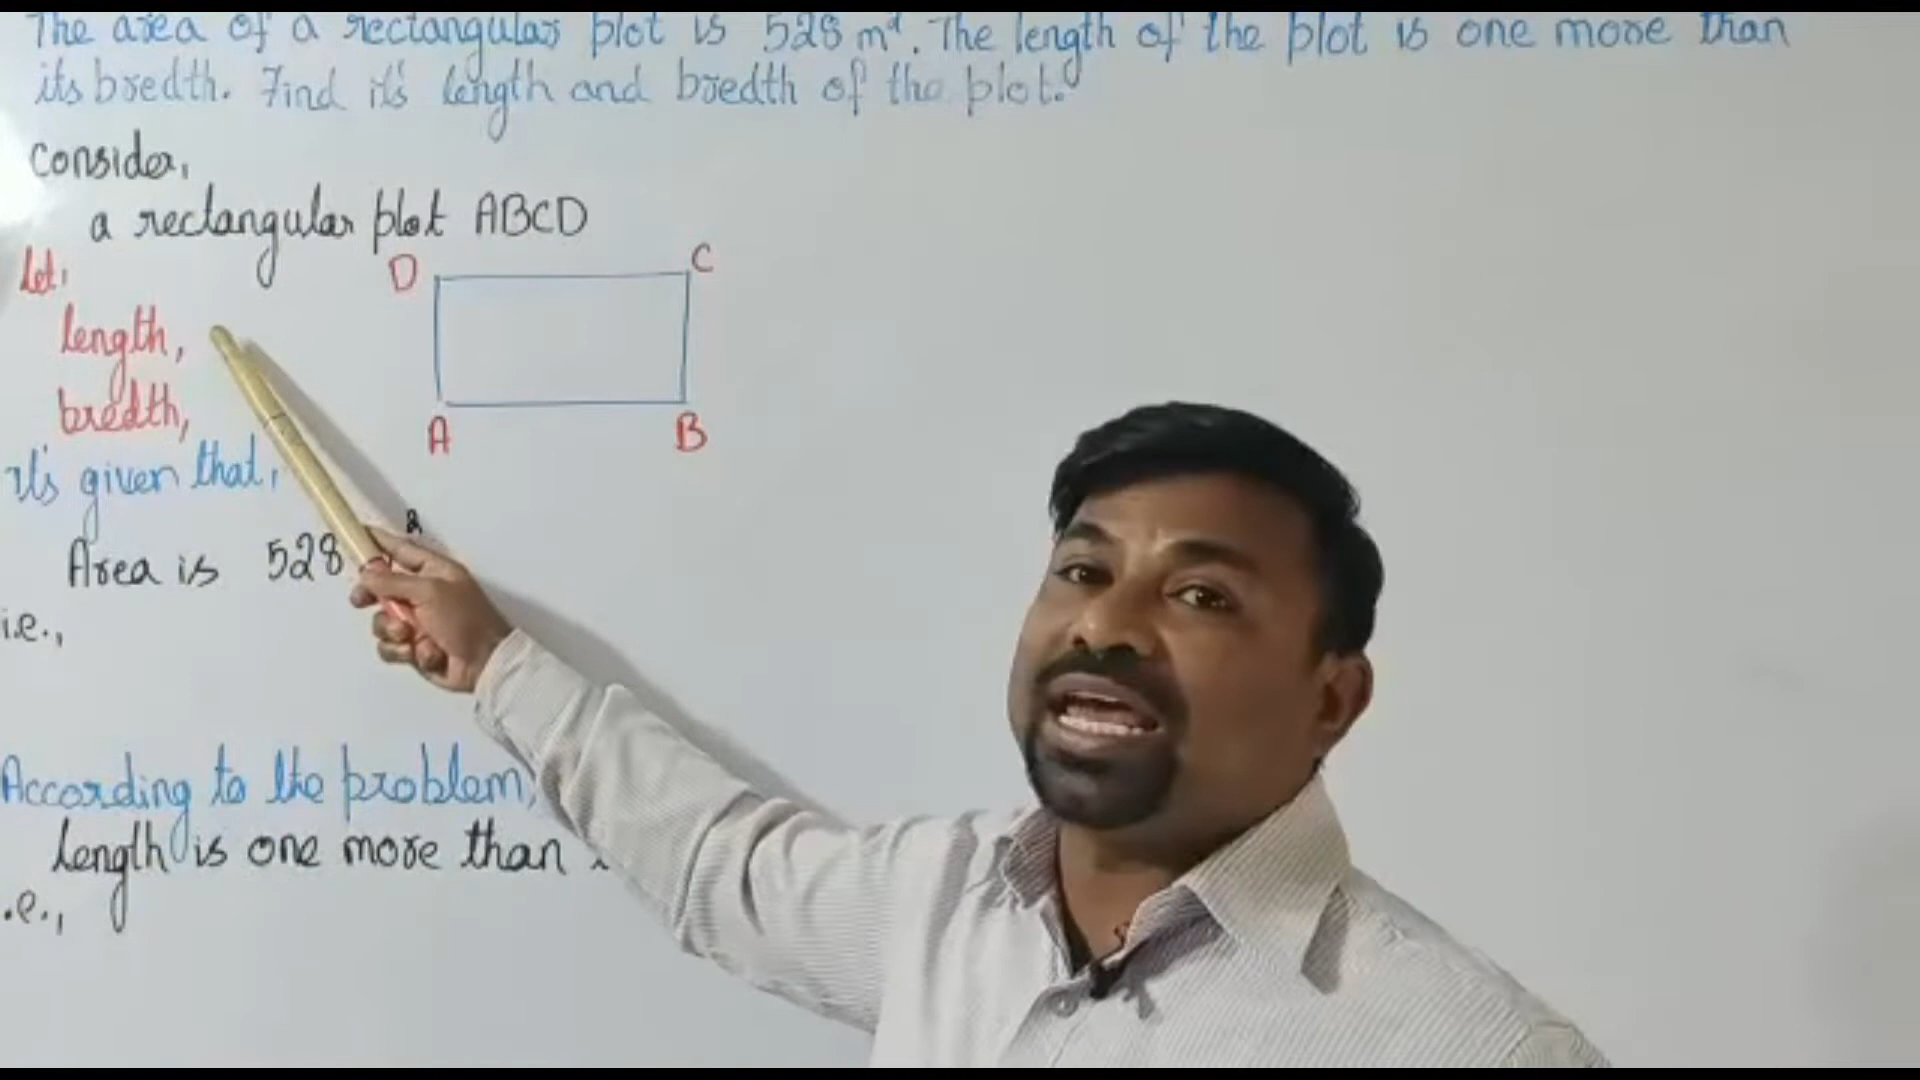 The area of a rectangular plot is 528 m². The length of the plot is one more than
its bredth. Find it's length and bredth of the plot.
Consider,
a rectangular plot ABCD
Let,
D
C
length,
bredth,
A
B
it's given that,
Area is 528 2
i.e.,
According to the problem,
length is one more than
.e.,